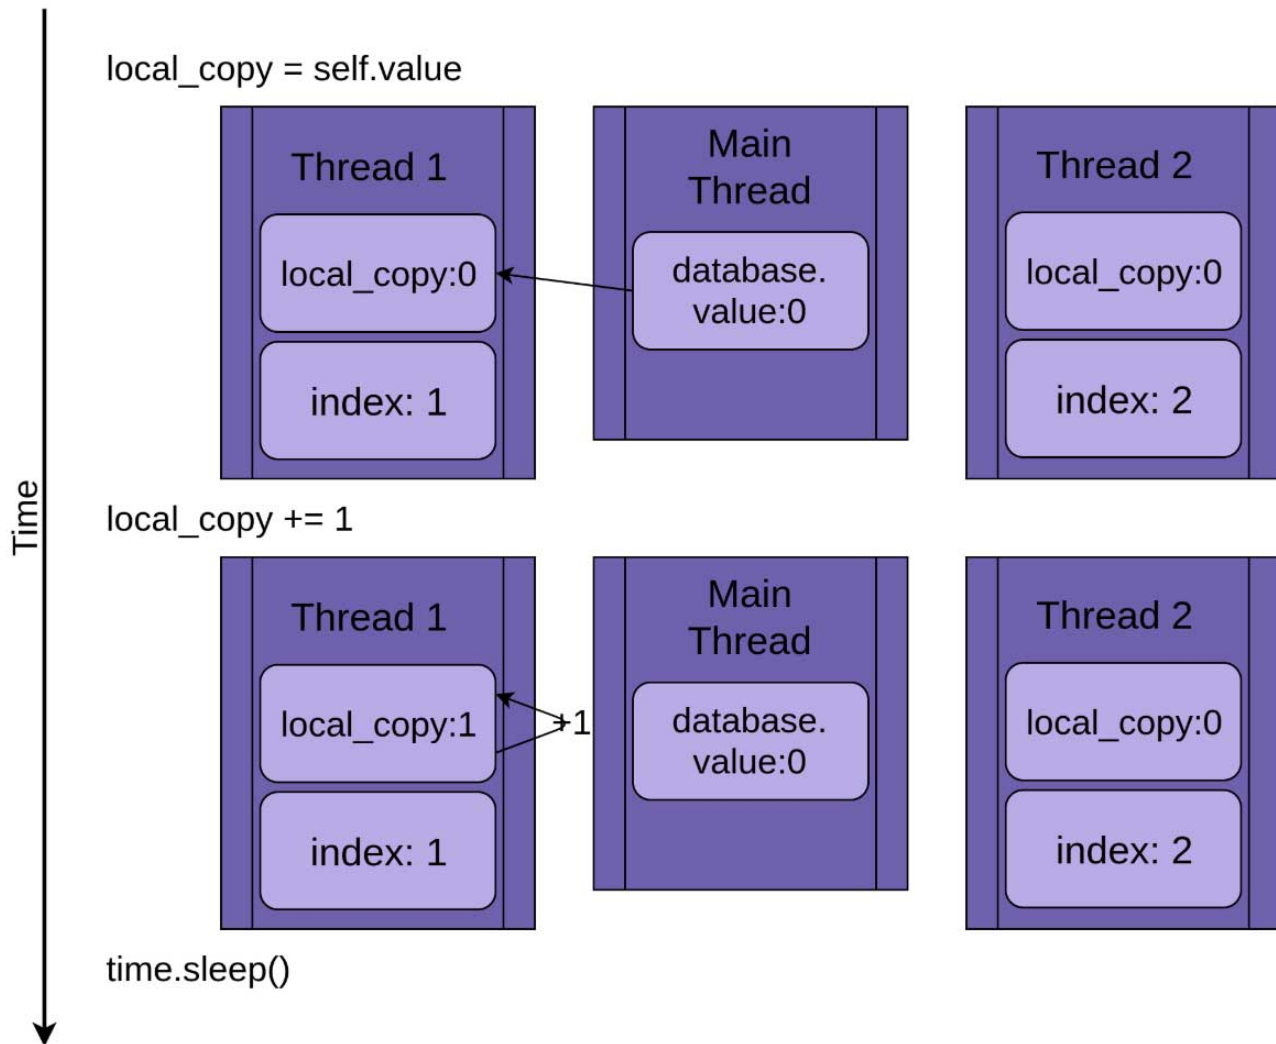 local_copy = self.value
Thread 1
local_copy:0
index: 1
Main
Thread
database.
value:0
Thread 2
local_copy:0
index: 2
Time
local_copy += 1
Thread 1
local_copy:1
+1
index: 1
Main
Thread
database.
value:0
Thread 2
local_copy:0
index: 2
time.sleep()